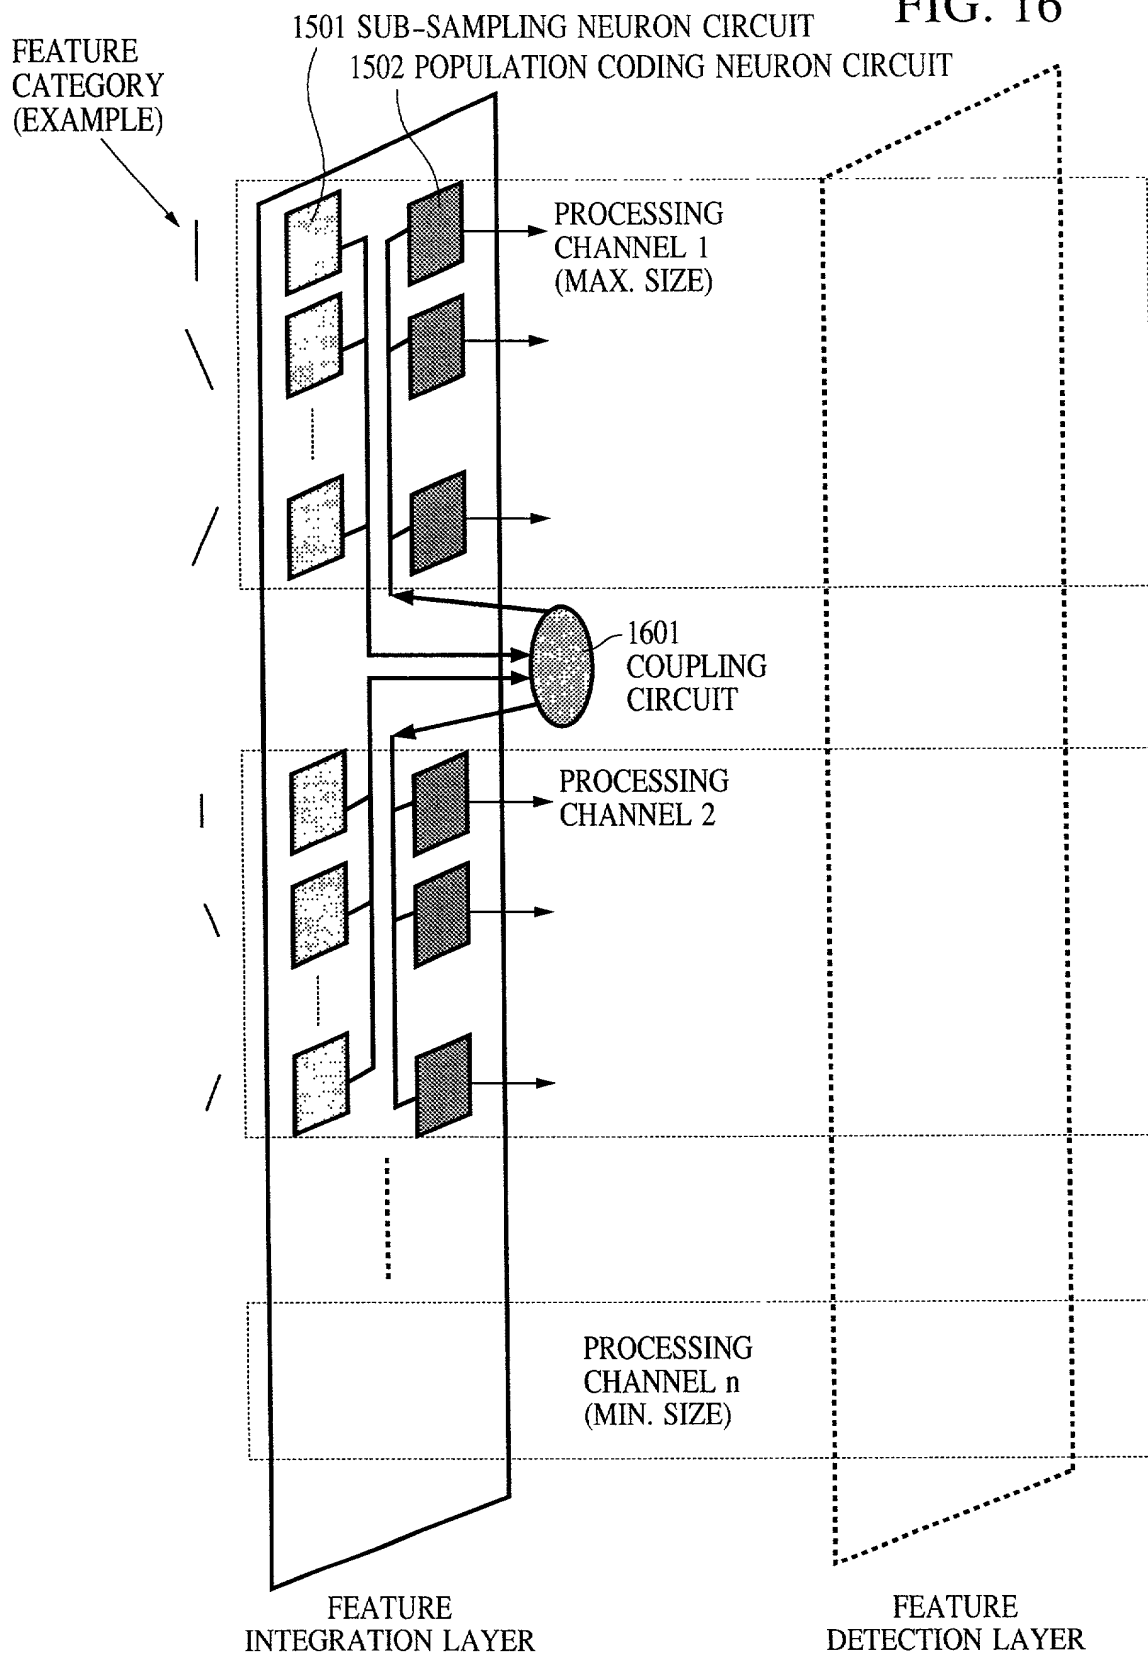 FIG. 16
1501 SUB-SAMPLING NEURON CIRCUIT
1502 POPULATION CODING NEURON CIRCUIT
FEATURE
CATEGORY
(EXAMPLE)
PROCESSING
CHANNEL 1
(MAX. SIZE)
1601
COUPLING
CIRCUIT
PROCESSING
CHANNEL 2
PROCESSING
CHANNEL n
(MIN. SIZE)
FEATURE
INTEGRATION LAYER
FEATURE
DETECTION LAYER